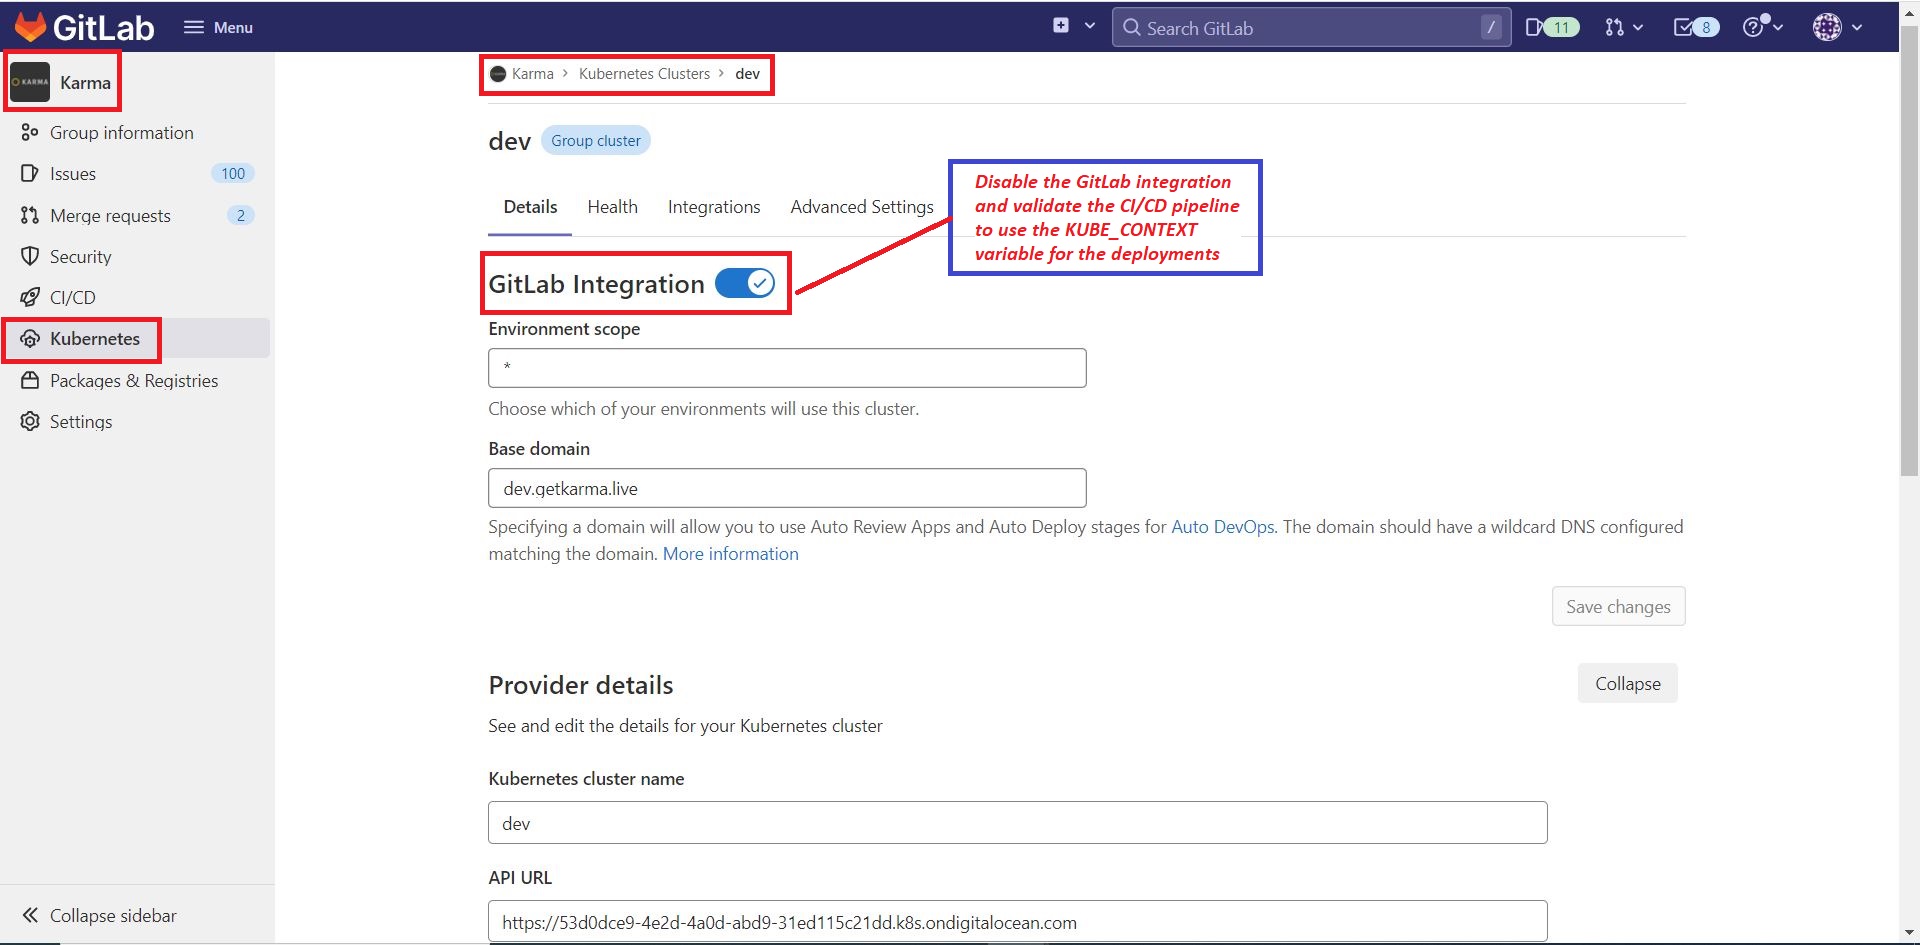 GitLab
Menu
Search GitLab
/
11
8
KARMA
Karma
Group information
Issues
100
Merge requests
2
Security
CI/CD
Kubernetes
Packages & Registries
Settings
Collapse sidebar
Karma > Kubernetes Clusters > dev
dev
Group cluster
Details
Health
Integrations
Advanced Settings
Disable the GitLab integration
and validate the CI/CD pipeline
to use the KUBE_CONTEXT
variable for the deployments
GitLab Integration
Environment scope
*
Choose which of your environments will use this cluster.
Base domain
dev.getkarma.live
Specifying a domain will allow you to use Auto Review Apps and Auto Deploy stages for Auto DevOps. The domain should have a wildcard DNS configured
matching the domain. More information
Save changes
Provider details
Collapse
See and edit the details for your Kubernetes cluster
Kubernetes cluster name
dev
API URL
https://53d0dce9-4e2d-4a0d-abd9-31ed115c21dd.k8s.ondigitalocean.com